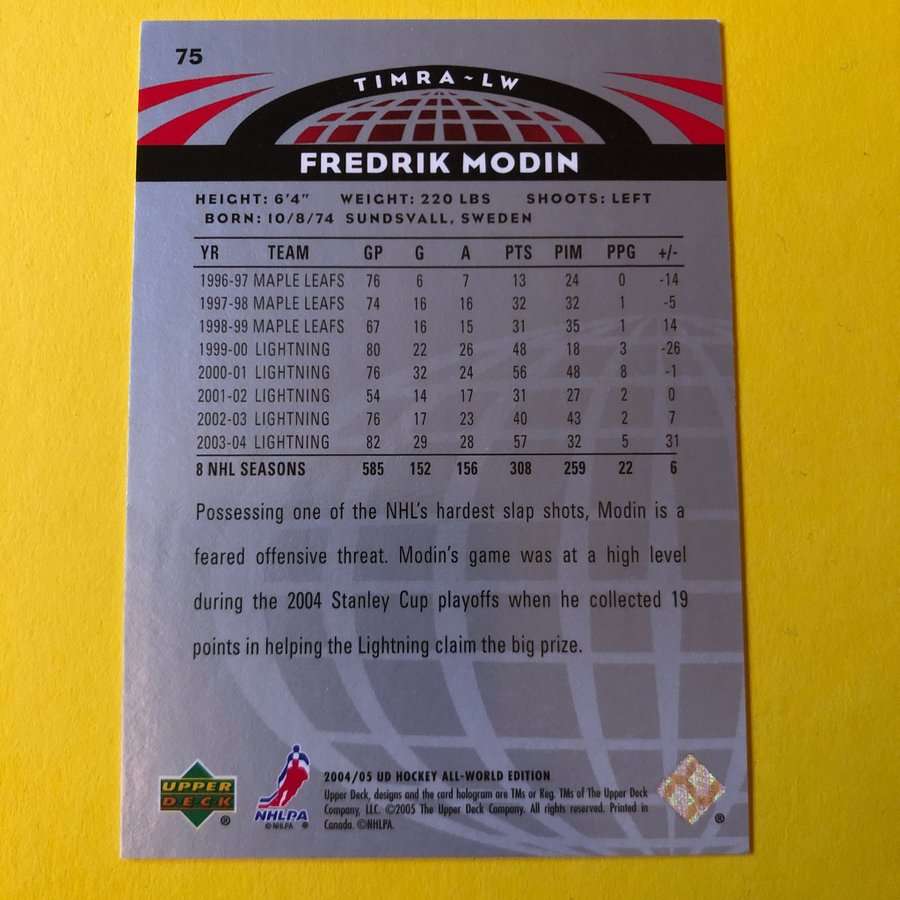 75
TIMRA ~ LW
FREDRIK MODIN
HEIGHT: 6'4" WEIGHT: 220 LBS SHOOTS: LEFT
BORN: 10/8/74 SUNDSVALL, SWEDEN
YR TEAM GP G A PTS PIM PPG +/-
1996-97 MAPLE LEAFS 76 6 7 13 24 0 -14
1997-98 MAPLE LEAFS 74 16 16 32 32 1 -5
1998-99 MAPLE LEAFS 67 16 15 31 35 1 14
1999-00 LIGHTNING 80 22 26 48 18 3 -26
2000-01 LIGHTNING 76 32 24 56 48 8 -1
2001-02 LIGHTNING 54 14 17 31 27 2 0
2002-03 LIGHTNING 76 17 23 40 43 2 7
2003-04 LIGHTNING 82 29 28 57 32 5 31
8 NHL SEASONS 585 152 156 308 259 22 6
Possessing one of the NHL's hardest slap shots, Modin is a
feared offensive threat. Modin's game was at a high level
during the 2004 Stanley Cup playoffs when he collected 19
points in helping the Lightning claim the big prize.
UPPER
DECK
®
NHLPA
© NHLPA ®
2004/05 UD HOCKEY ALL-WORLD EDITION
Upper Deck, designs and the card hologram are TMs or Reg. TMs of The Upper Deck
Company, LLC. ©2005 The Upper Deck Company. All rights reserved. Printed in
Canada. ©NHLPA.
®